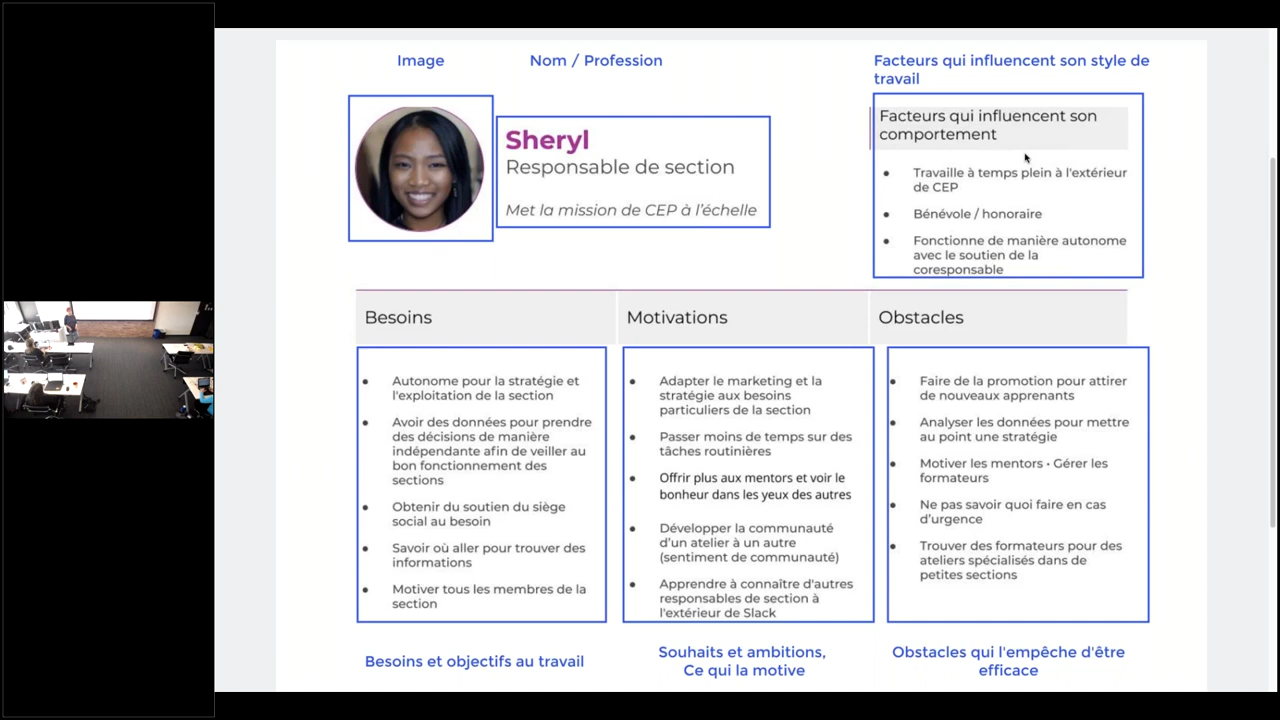 Image
Nom / Profession
Facteurs qui influencent son style de
travail
Sheryl
Responsable de section
Met la mission de CEP à l'échelle
Facteurs qui influencent son
comportement
• Travaille à temps plein à l'extérieur
de CEP
• Bénévole / honoraire
• Fonctionne de manière autonome
avec le soutien de la
coresponsable
Besoins
• Autonome pour la stratégie et
l'exploitation de la section
• Avoir des données pour prendre
des décisions de manière
indépendante afin de veiller au
bon fonctionnement des
sections
• Obtenir du soutien du siège
social au besoin
• Savoir où aller pour trouver des
informations
• Motiver tous les membres de la
section
Besoins et objectifs au travail
Motivations
• Adapter le marketing et la
stratégie aux besoins
particuliers de la section
• Passer moins de temps sur des
tâches routinières
• Offrir plus aux mentors et voir le
bonheur dans les yeux des autres
• Développer la communauté
d'un atelier à un autre
(sentiment de communauté)
• Apprendre à connaître d'autres
responsables de section à
l'extérieur de Slack
Souhaits et ambitions,
Ce qui la motive
Obstacles
• Faire de la promotion pour attirer
de nouveaux apprenants
• Analyser les données pour mettre
au point une stratégie
• Motiver les mentors • Gérer les
formateurs
• Ne pas savoir quoi faire en cas
d'urgence
• Trouver des formateurs pour des
ateliers spécialisés dans de
petites sections
Obstacles qui l'empêche d'être
efficace